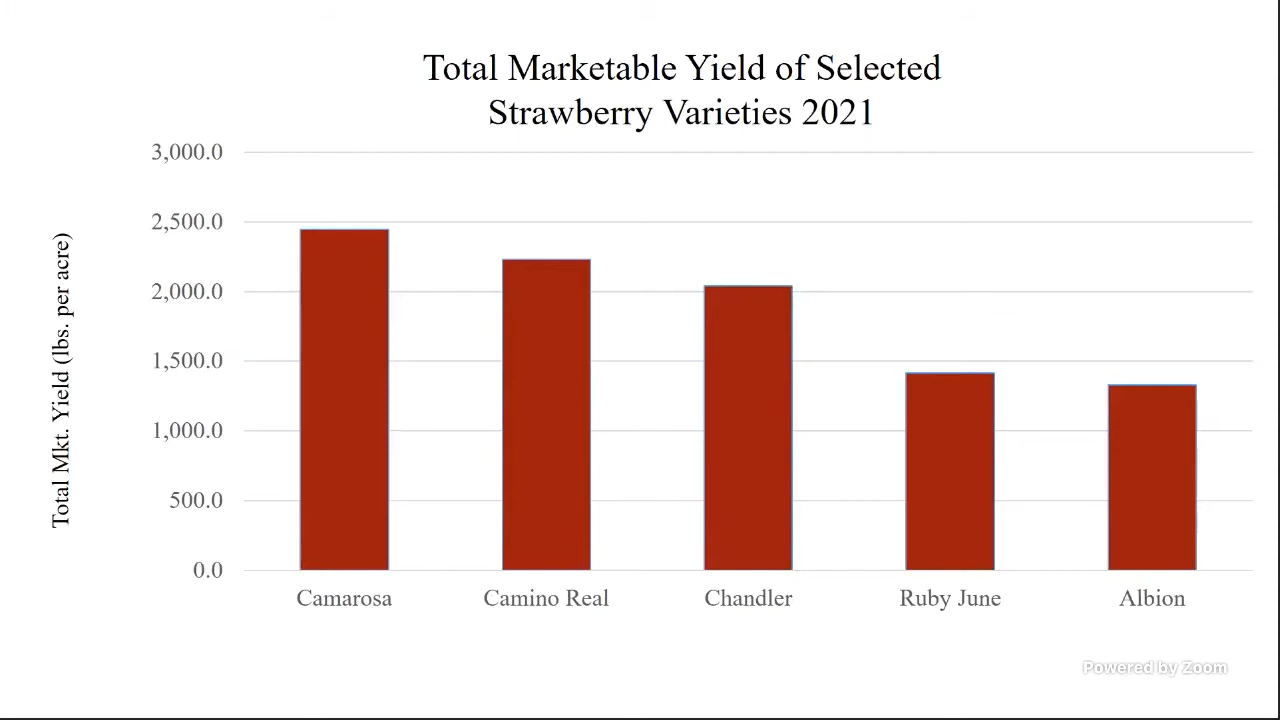 Total Marketable Yield of Selected
Strawberry Varieties 2021
3,000.0
2,500.0
2,000.0
1,500.0
1,000.0
500.0
0.0
Total Mkt. Yield (lbs. per acre)
Camarosa
Camino Real
Chandler
Ruby June
Albion
Powered by Zoom